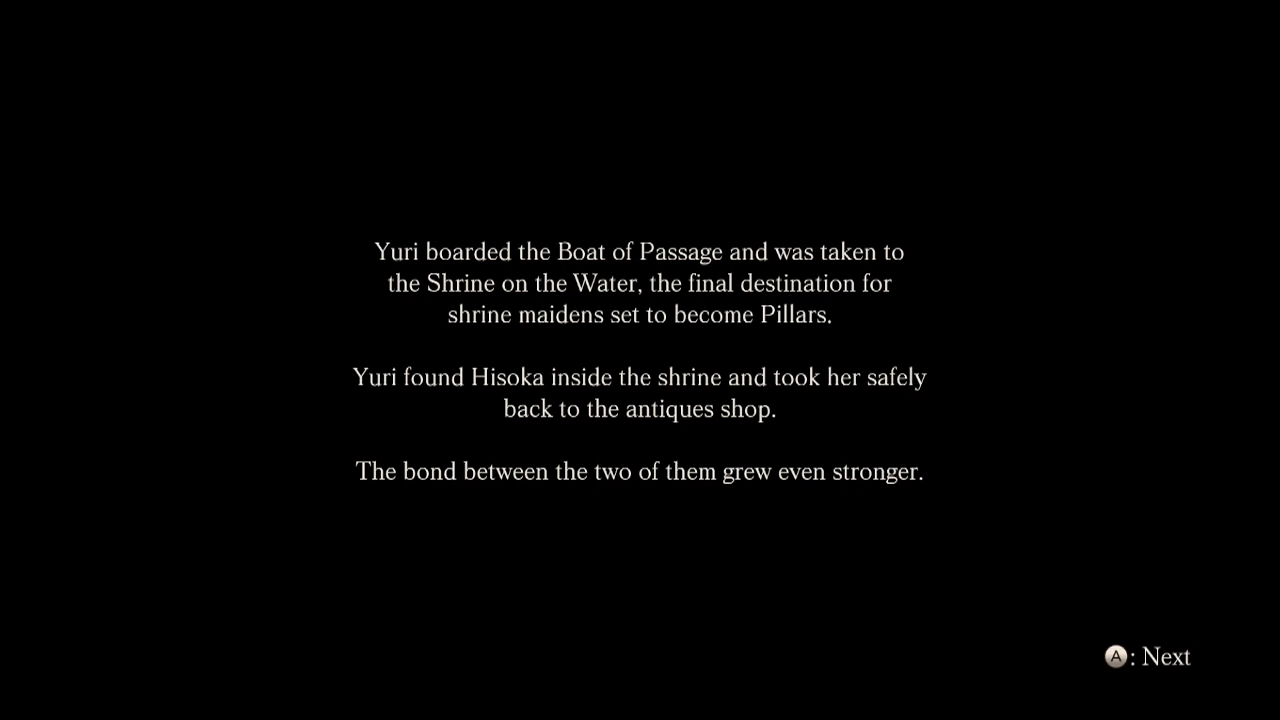 Yuri boarded the Boat of Passage and was taken to
the Shrine on the Water, the final destination for
shrine maidens set to become Pillars.
Yuri found Hisoka inside the shrine and took her safely
back to the antiques shop.
The bond between the two of them grew even stronger.
A: Next